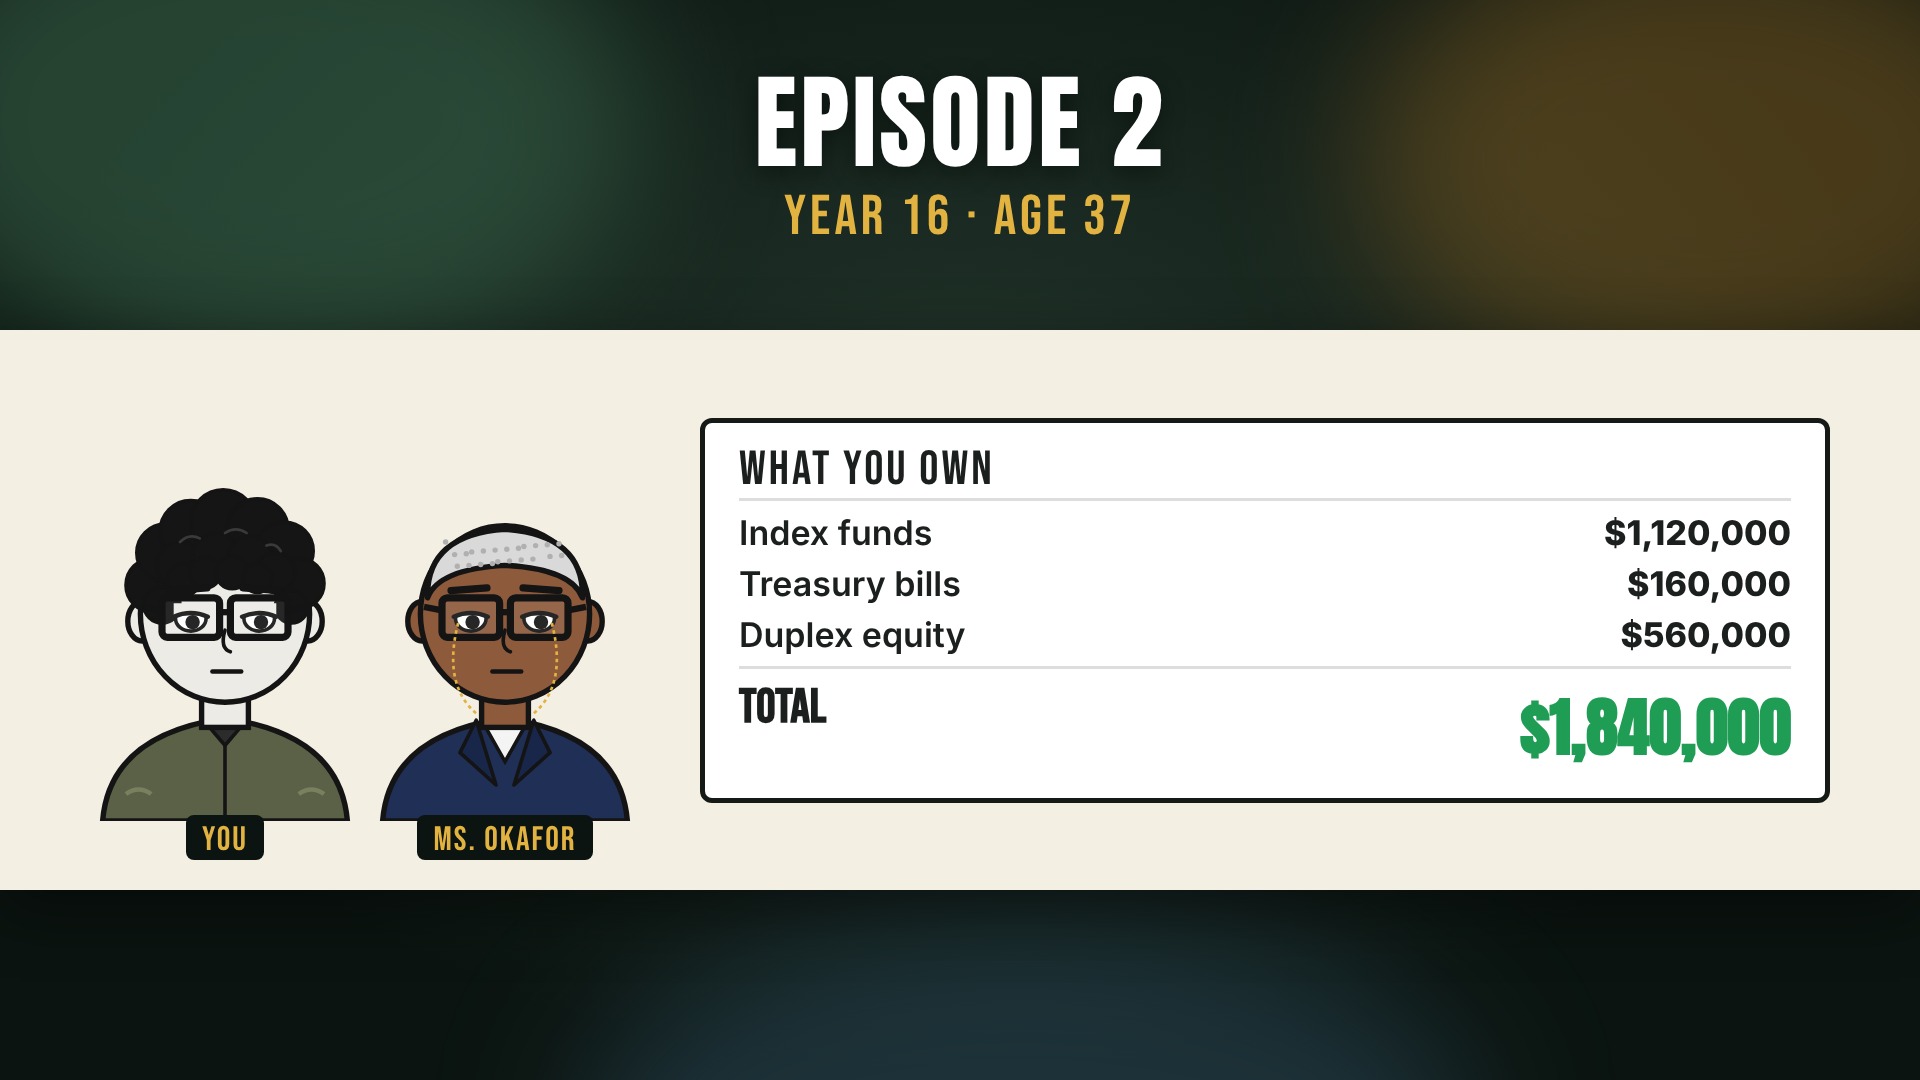 EPISODE 2
YEAR 16 · AGE 37
WHAT YOU OWN
Index funds $1,120,000
Treasury bills $160,000
Duplex equity $560,000
TOTAL $1,840,000
YOU
MS. OKAFOR